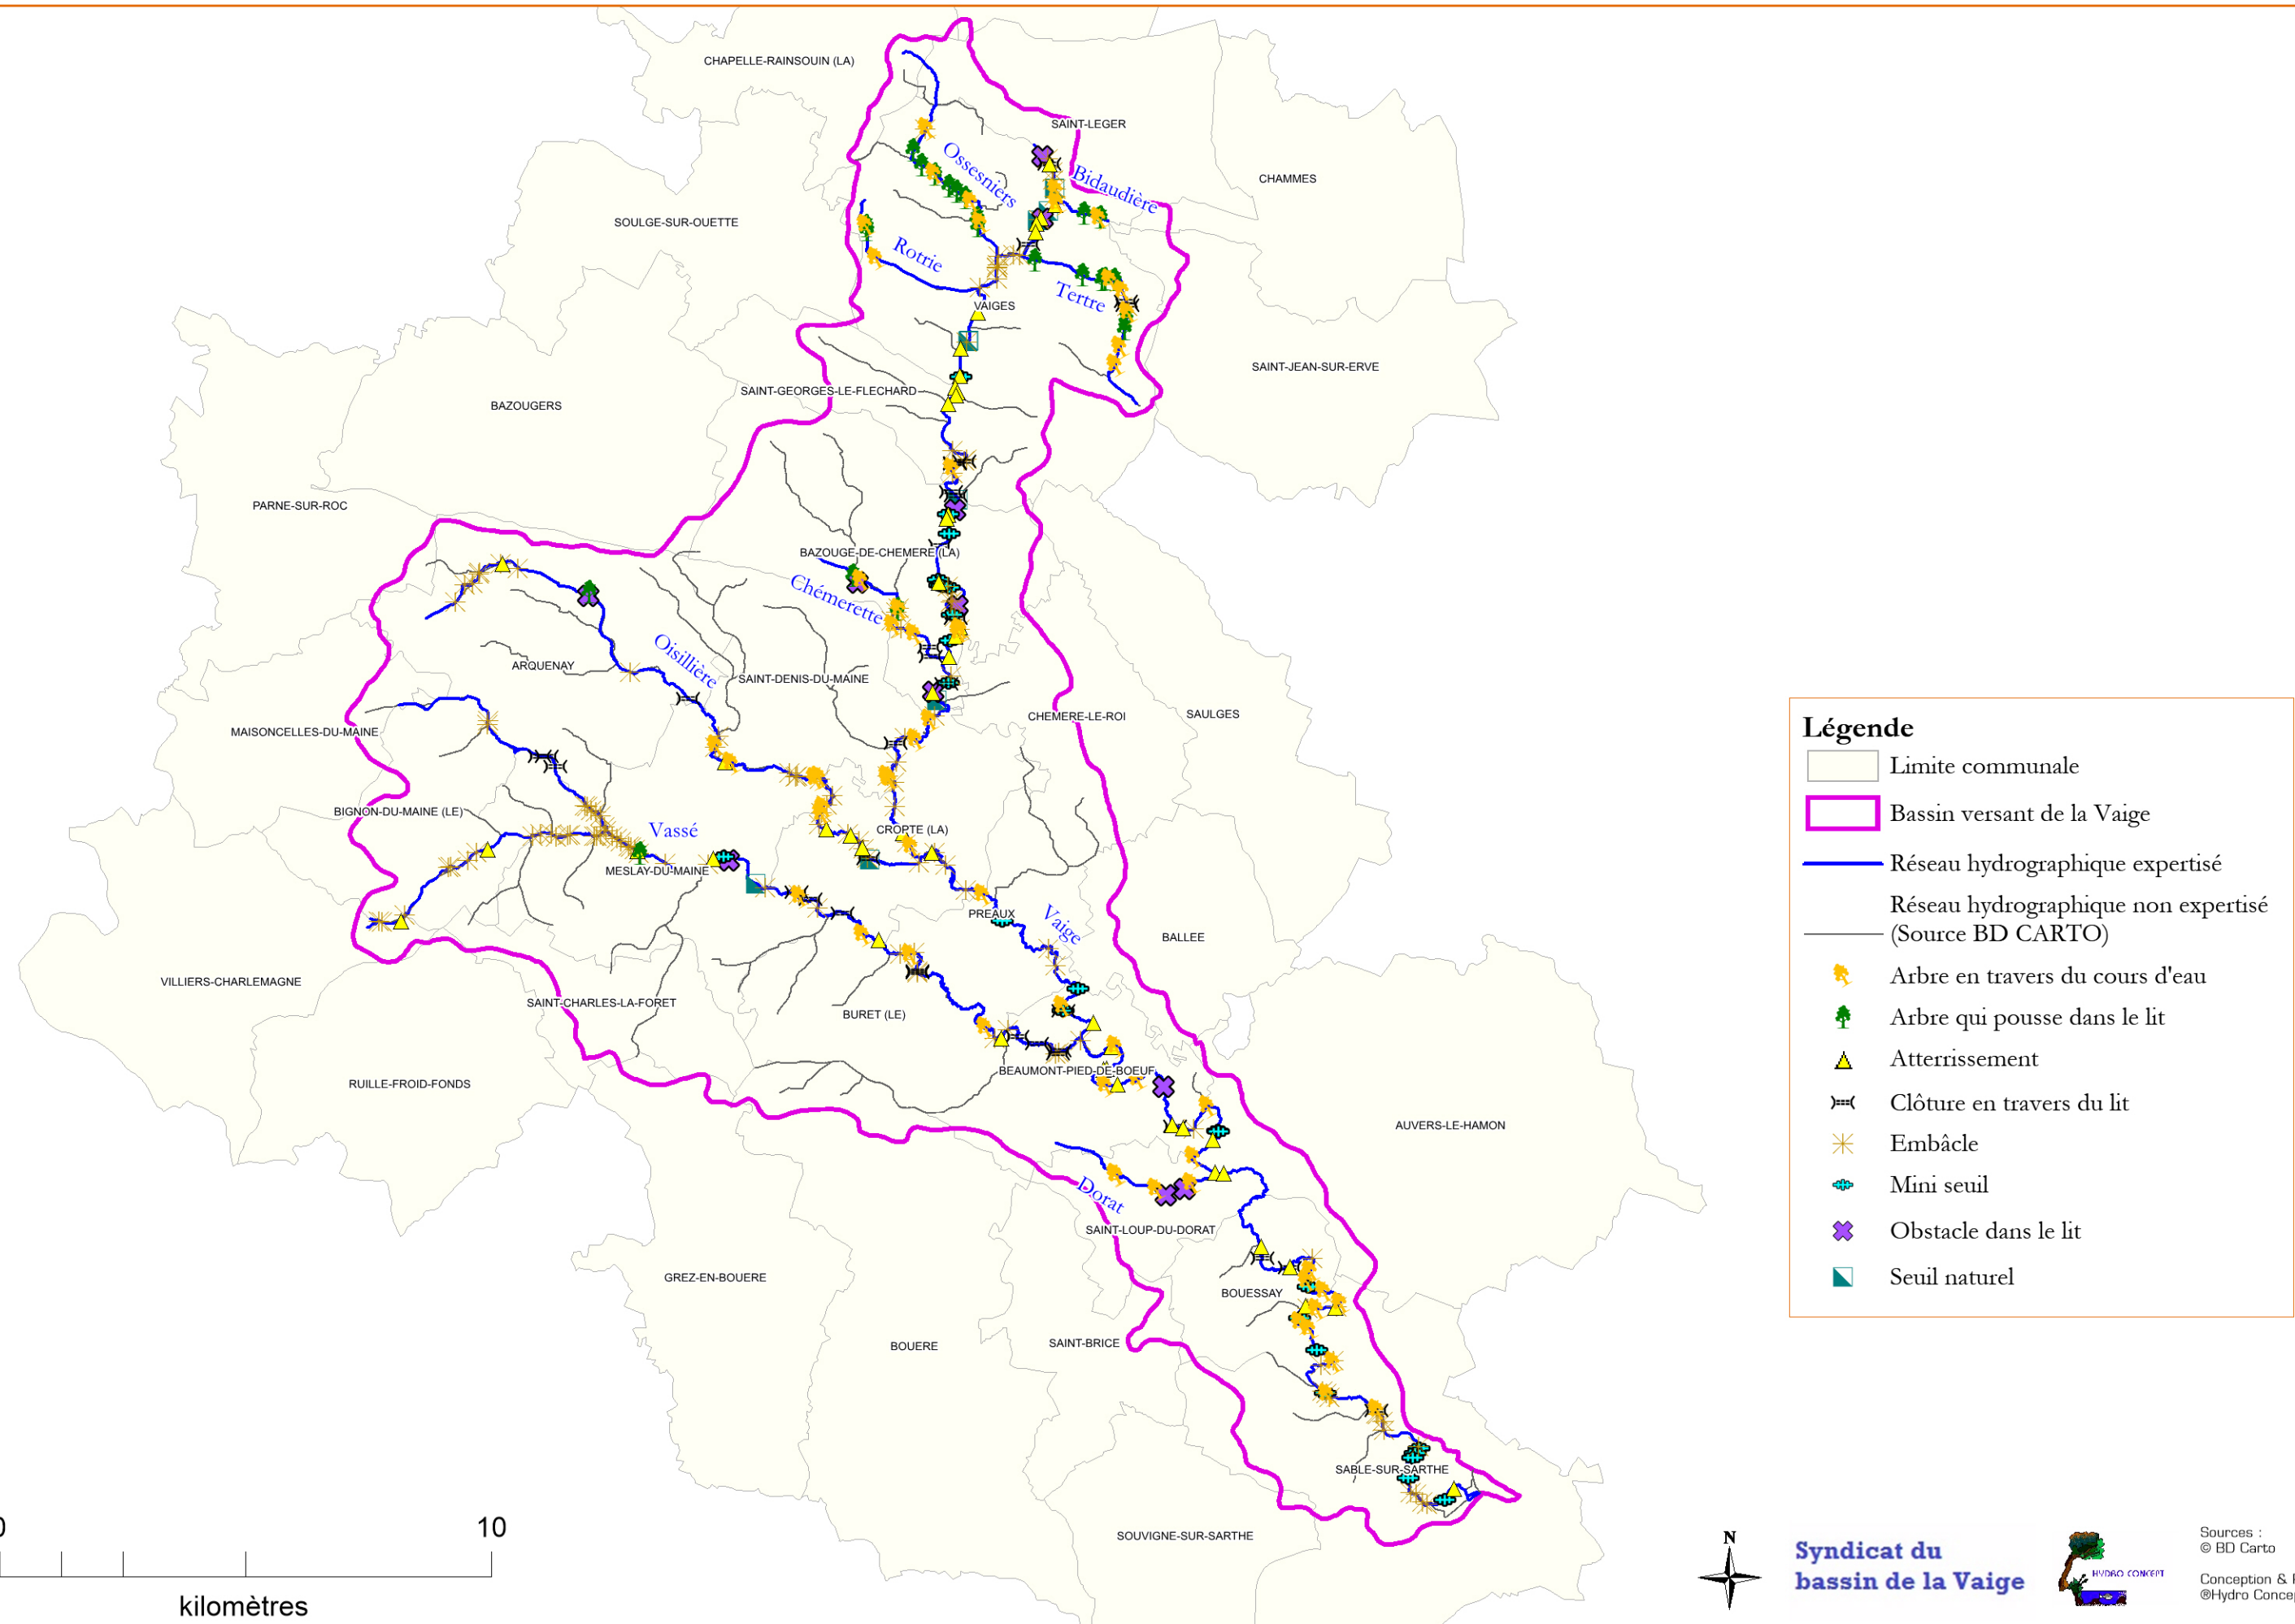 CHAPELLE-RAINSOUIN (LA)
SAINT-LEGER
Ossesniers
Bidaudière
CHAMMES
SOULGE-SUR-OUETTE
Rotrie
Tertre
VAIGES
SAINT-JEAN-SUR-ERVE
SAINT-GEORGES-LE-FLECHARD
BAZOUGERS
PARNE-SUR-ROC
BAZOUGE-DE-CHEMERE (LA)
Chémerette
Oisillière
ARQUENAY
SAINT-DENIS-DU-MAINE
CHEMERE-LE-ROI
SAULGES
MAISONCELLES-DU-MAINE
BIGNON-DU-MAINE (LE)
Vassé
CROPTE (LA)
MESLAY-DU-MAINE
PREAUX
Vaige
BALLEE
VILLIERS-CHARLEMAGNE
SAINT-CHARLES-LA-FORET
BURET (LE)
BEAUMONT-PIED-DE-BOEUF
RUILLE-FROID-FONDS
AUVERS-LE-HAMON
Dorat
SAINT-LOUP-DU-DORAT
GREZ-EN-BOUERE
BOUESSAY
BOUERE
SAINT-BRICE
SABLE-SUR-SARTHE
SOUVIGNE-SUR-SARTHE
Légende
Limite communale
Bassin versant de la Vaige
Réseau hydrographique expertisé
Réseau hydrographique non expertisé
(Source BD CARTO)
Arbre en travers du cours d'eau
Arbre qui pousse dans le lit
Atterrissement
Clôture en travers du lit
Embâcle
Mini seuil
Obstacle dans le lit
Seuil naturel
0 10
kilomètres
N
Syndicat du
bassin de la Vaige
HYDRO CONCEPT
Sources :
© BD Carto
Conception &
®Hydro